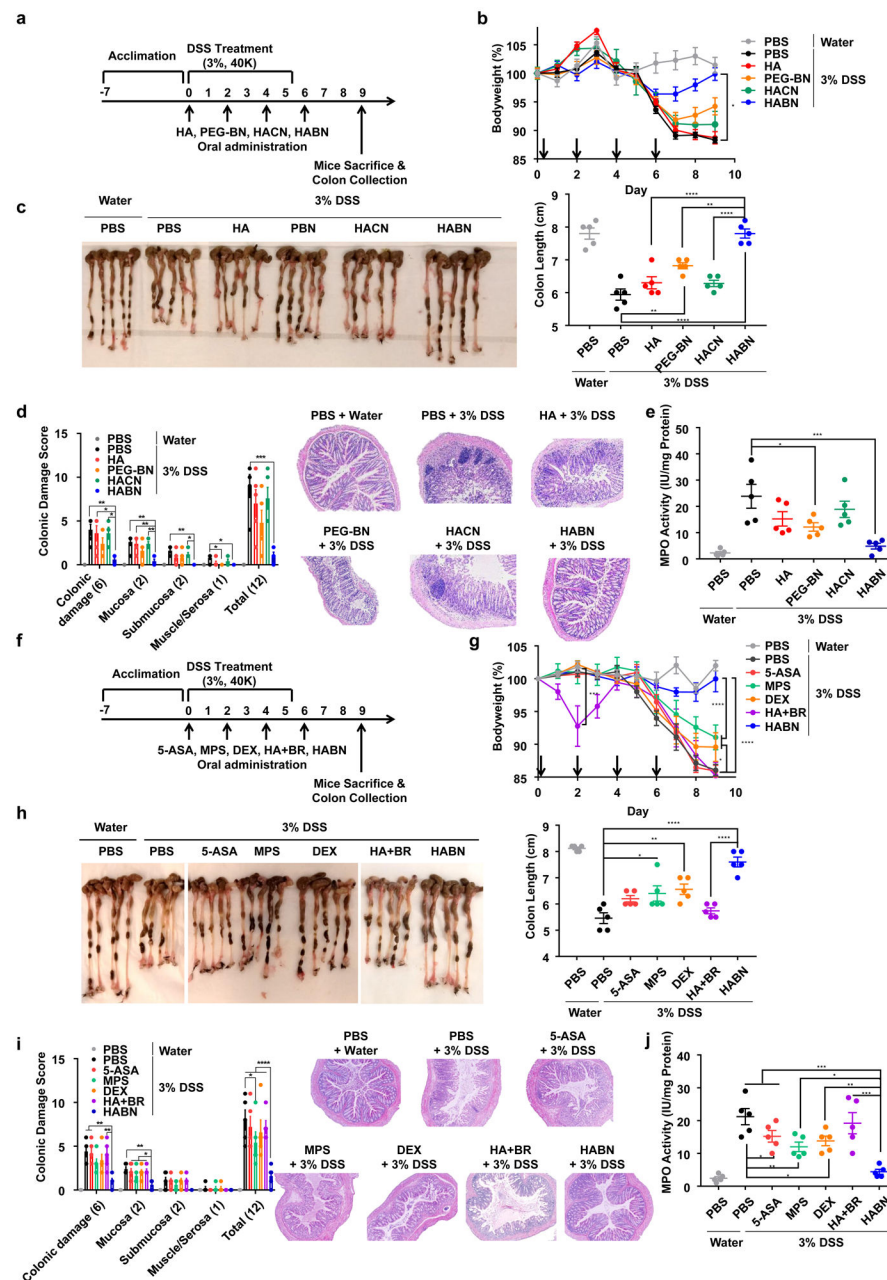 a
Acclimation
DSS Treatment
(3%, 40K)
-7 0 1 2 3 4 5 6 7 8 9
HA, PEG-BN, HACN, HABN
Oral administration
Mice Sacrifice &
Colon Collection
b
Bodyweight (%)
105
100
95
90
85
0 2 4 6 8 10
Day
PBS Water
PBS
HA
PEG-BN
HACN
HABN
3% DSS
*
c
Water 3% DSS
PBS PBS HA PBN HACN HABN
Colon Length (cm)
9
8
7
6
5
****
**
****
**
****
PBS PBS HA PEG-BN HACN HABN
Water 3% DSS
d
Colonic Damage Score
15
10
5
0
PBS Water
PBS
HA
PEG-BN
HACN
HABN
3% DSS
** * *
** ** **
** *
* *
***
Colonic damage (6)
Mucosa (2)
Submucosa (2)
Muscle/Serosa (1)
Total (12)
PBS + Water PBS + 3% DSS HA + 3% DSS
PEG-BN + 3% DSS
HACN + 3% DSS
HABN + 3% DSS
e
MPO Activity (IU/mg Protein)
50
40
30
20
10
0
***
*
PBS PBS HA PEG-BN HACN HABN
Water 3% DSS
f
Acclimation
DSS Treatment
(3%, 40K)
-7 0 1 2 3 4 5 6 7 8 9
5-ASA, MPS, DEX, HA+BR, HABN
Oral administration
Mice Sacrifice &
Colon Collection
g
Bodyweight (%)
105
100
95
90
85
0 2 4 6 8 10
Day
PBS Water
PBS
5-ASA
MPS
DEX
HA+BR
HABN
3% DSS
****
****
*
h
Water 3% DSS
PBS PBS 5-ASA MPS DEX HA+BR HABN
Colon Length (cm)
9
8
7
6
5
4
****
**
****
*
PBS PBS 5-ASA MPS DEX HA+BR HABN
Water 3% DSS
i
Colonic Damage Score
15
10
5
0
PBS Water
PBS
5-ASA
MPS
DEX
HA+BR
HABN
3% DSS
** **
** *
* ****
Colonic damage (6)
Mucosa (2)
Submucosa (2)
Muscle/Serosa (1)
Total (12)
PBS + Water
PBS + 3% DSS
5-ASA + 3% DSS
MPS + 3% DSS
DEX + 3% DSS
HA+BR + 3% DSS
HABN + 3% DSS
j
MPO Activity (IU/mg Protein)
40
30
20
10
0
***
*
**
***
*
**
*
PBS PBS 5-ASA MPS DEX HA+BR HABN
Water 3% DSS